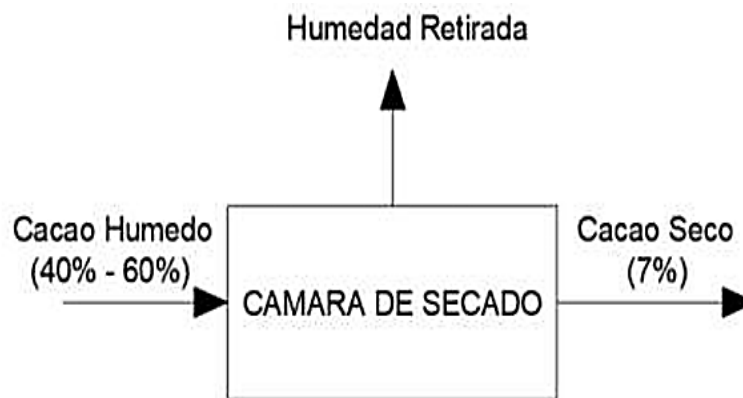 Humedad Retirada
Cacao Humedo
(40% - 60%)
CAMARA DE SECADO
Cacao Seco
(7%)